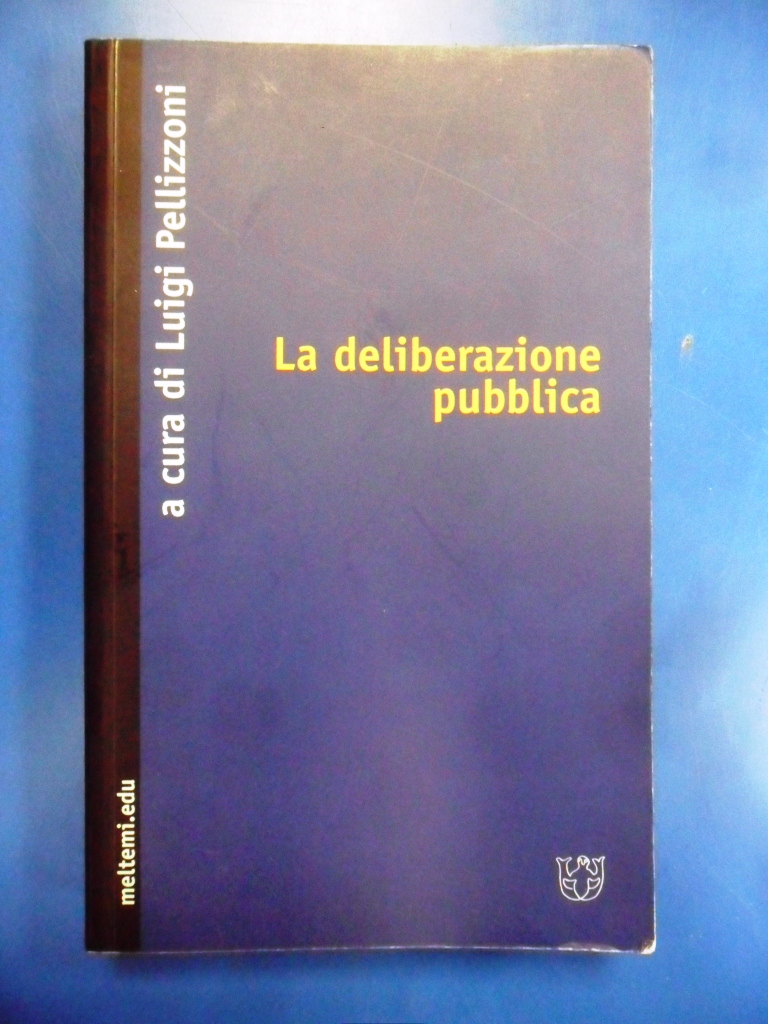 a cura di Luigi Pellizzoni
La deliberazione
pubblica
meltemi.edu